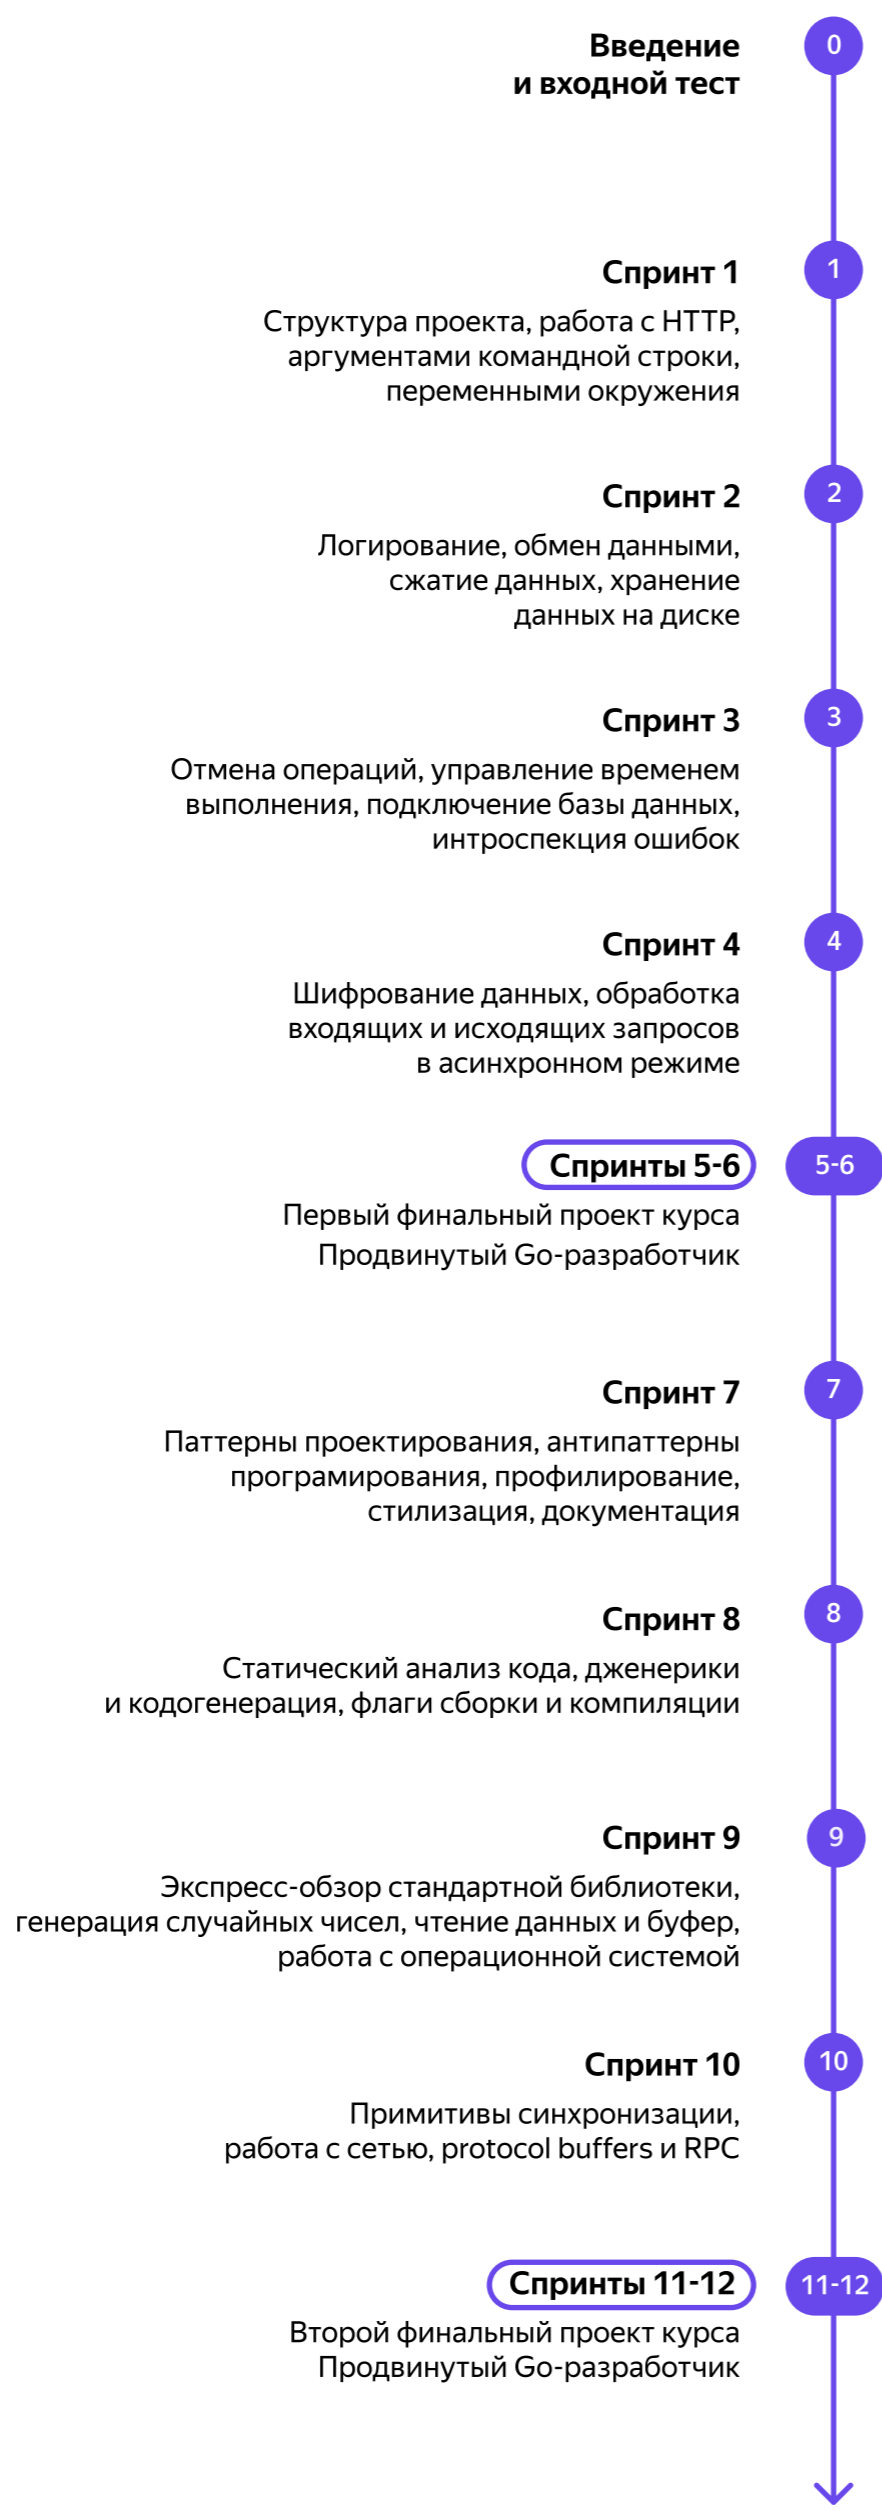 Введение
и входной тест
0
Спринт 1
1
Структура проекта, работа с HTTP,
аргументами командной строки,
переменными окружения
Спринт 2
2
Логирование, обмен данными,
сжатие данных, хранение
данных на диске
Спринт 3
3
Отмена операций, управление временем
выполнения, подключение базы данных,
интроспекция ошибок
Спринт 4
4
Шифрование данных, обработка
входящих и исходящих запросов
в асинхронном режиме
Спринты 5-6
5-6
Первый финальный проект курса
Продвинутый Go-разработчик
Спринт 7
7
Паттерны проектирования, антипаттерны
програмирования, профилирование,
стилизация, документация
Спринт 8
8
Статический анализ кода, дженерики
и кодогенерация, флаги сборки и компиляции
Спринт 9
9
Экспресс-обзор стандартной библиотеки,
генерация случайных чисел, чтение данных и буфер,
работа с операционной системой
Спринт 10
10
Примитивы синхронизации,
работа с сетью, protocol buffers и RPC
Спринты 11-12
11-12
Второй финальный проект курса
Продвинутый Go-разработчик